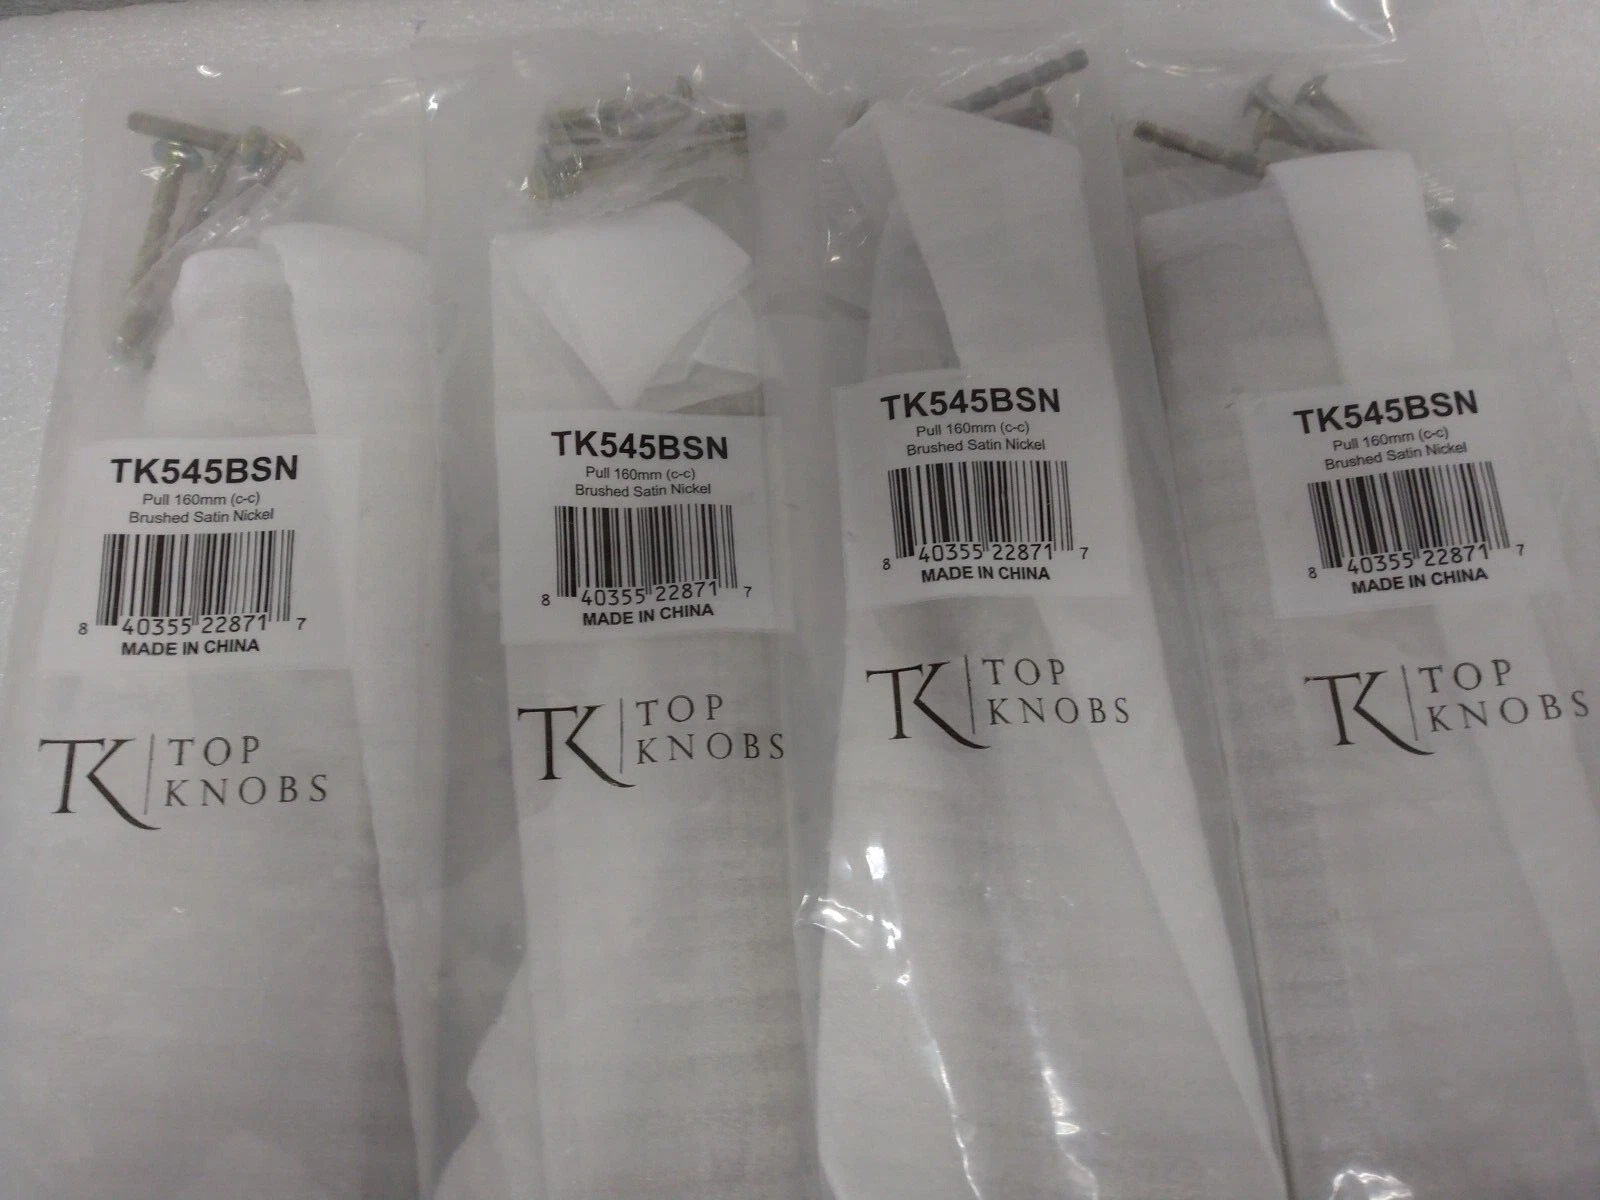 TK545BSN
Pull 160mm (c-c)
Brushed Satin Nickel
8 40355 22871 7
MADE IN CHINA
TK TOP
KNOBS
TK545BSN
Pull 160mm (c-c)
Brushed Satin Nickel
8 40355 22871 7
MADE IN CHINA
TK TOP
KNOBS
TK545BSN
Pull 160mm (c-c)
Brushed Satin Nickel
8 40355 22871 7
MADE IN CHINA
TK TOP
KNOBS
TK545BSN
Pull 160mm (c-c)
Brushed Satin Nickel
8 40355 22871 7
MADE IN CHINA
TK TOP
KNOBS